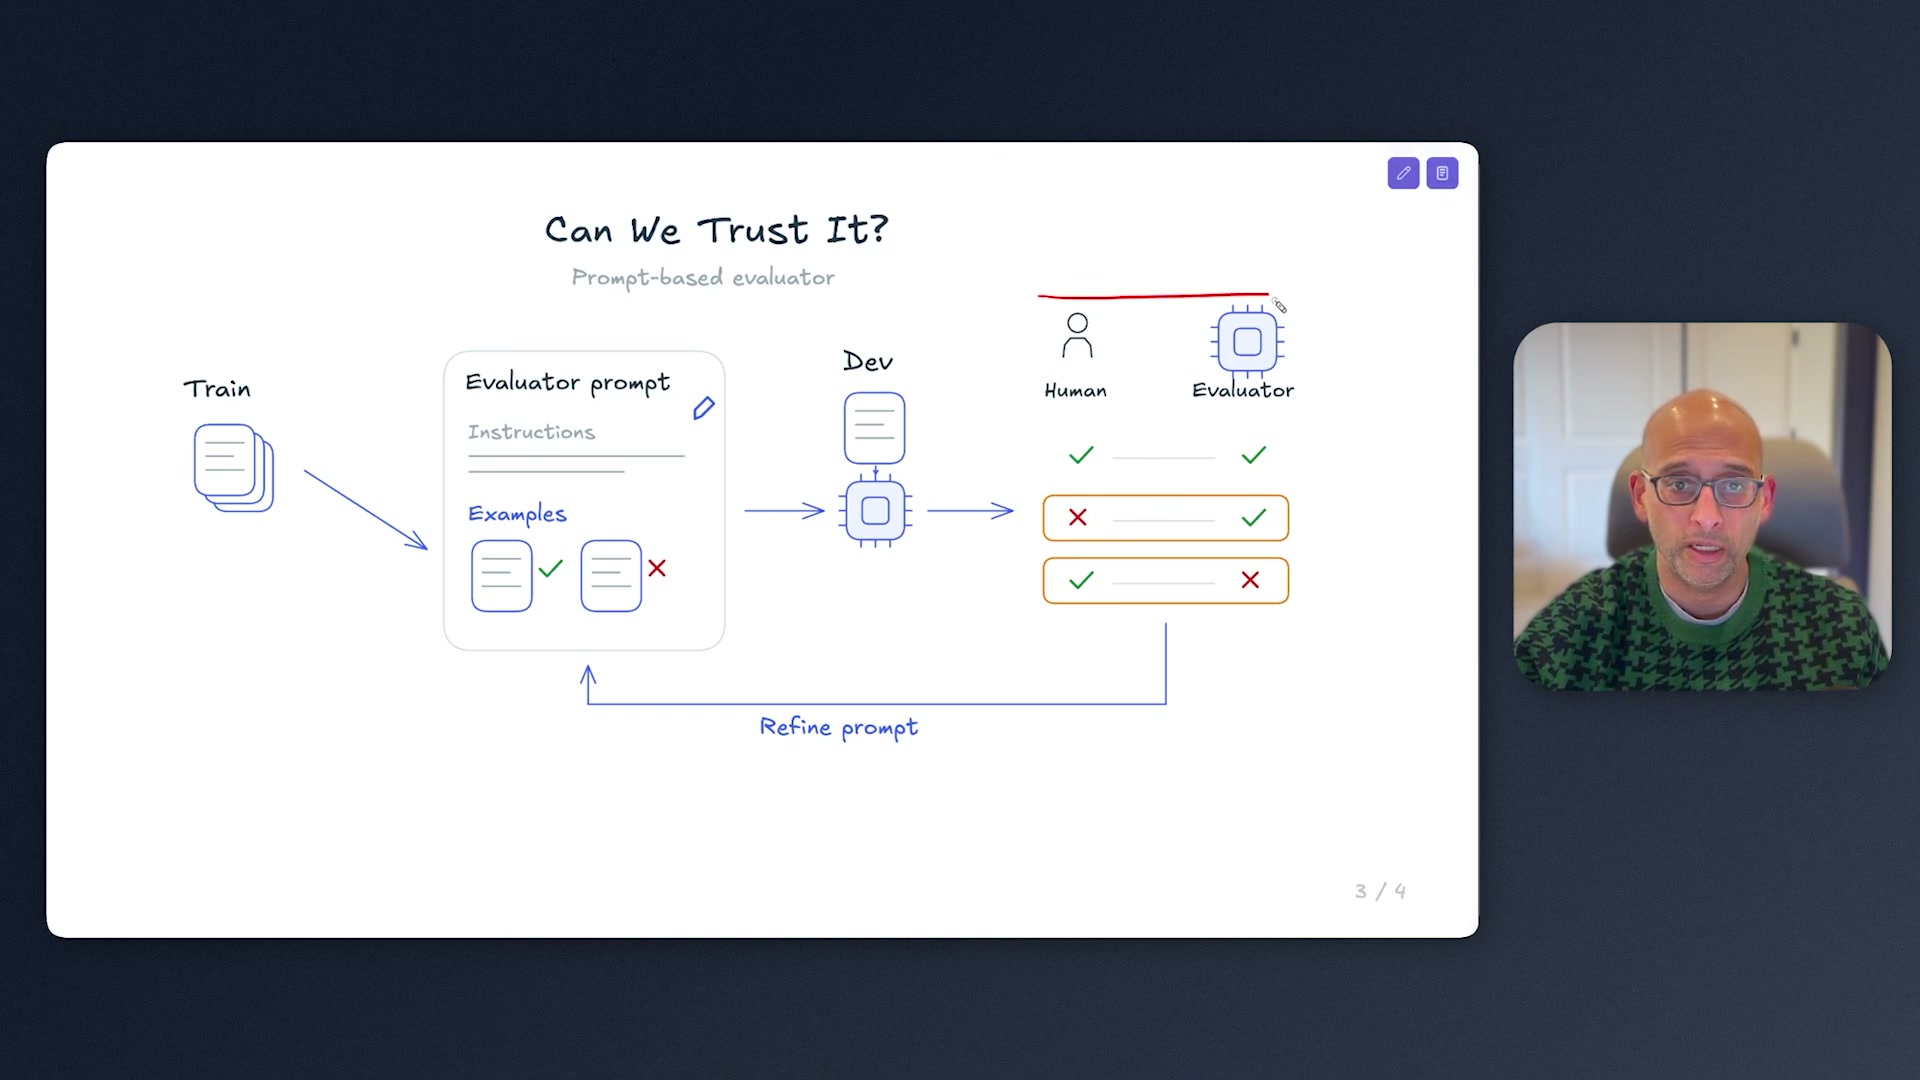 Can We Trust It?
Prompt-based evaluator
Train
Evaluator prompt
Instructions
Examples
Dev
Human
Evaluator
Refine prompt
3 / 4